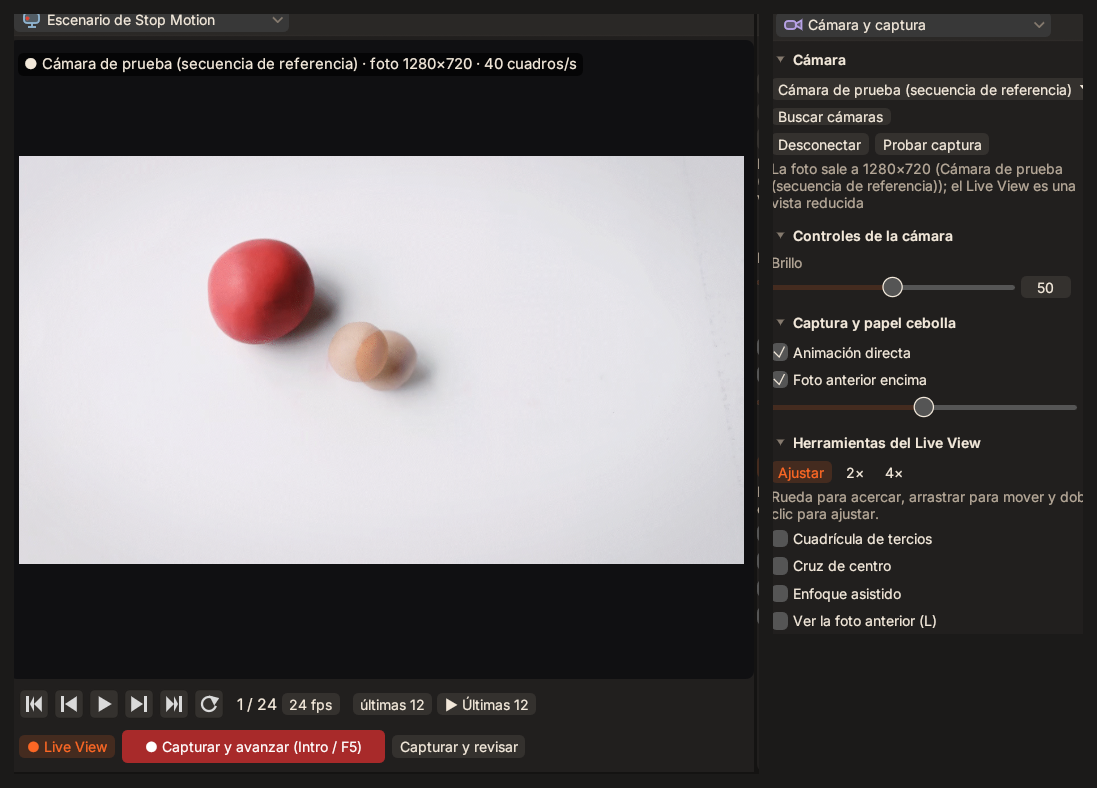 Escenario de Stop Motion
Cámara y captura
● Cámara de prueba (secuencia de referencia) · foto 1280×720 · 40 cuadros/s
Cámara
Cámara de prueba (secuencia de referencia)
Buscar cámaras
Desconectar
Probar captura
La foto sale a 1280×720 (Cámara de prueba
(secuencia de referencia)); el Live View es una
vista reducida
Controles de la cámara
Brillo
50
Captura y papel cebolla
Animación directa
Foto anterior encima
Herramientas del Live View
Ajustar 2× 4×
Rueda para acercar, arrastrar para mover y dob
clic para ajustar.
Cuadrícula de tercios
Cruz de centro
Enfoque asistido
Ver la foto anterior (L)
1 / 24 24 fps últimas 12 ▶ Últimas 12
● Live View ● Capturar y avanzar (Intro / F5) Capturar y revisar